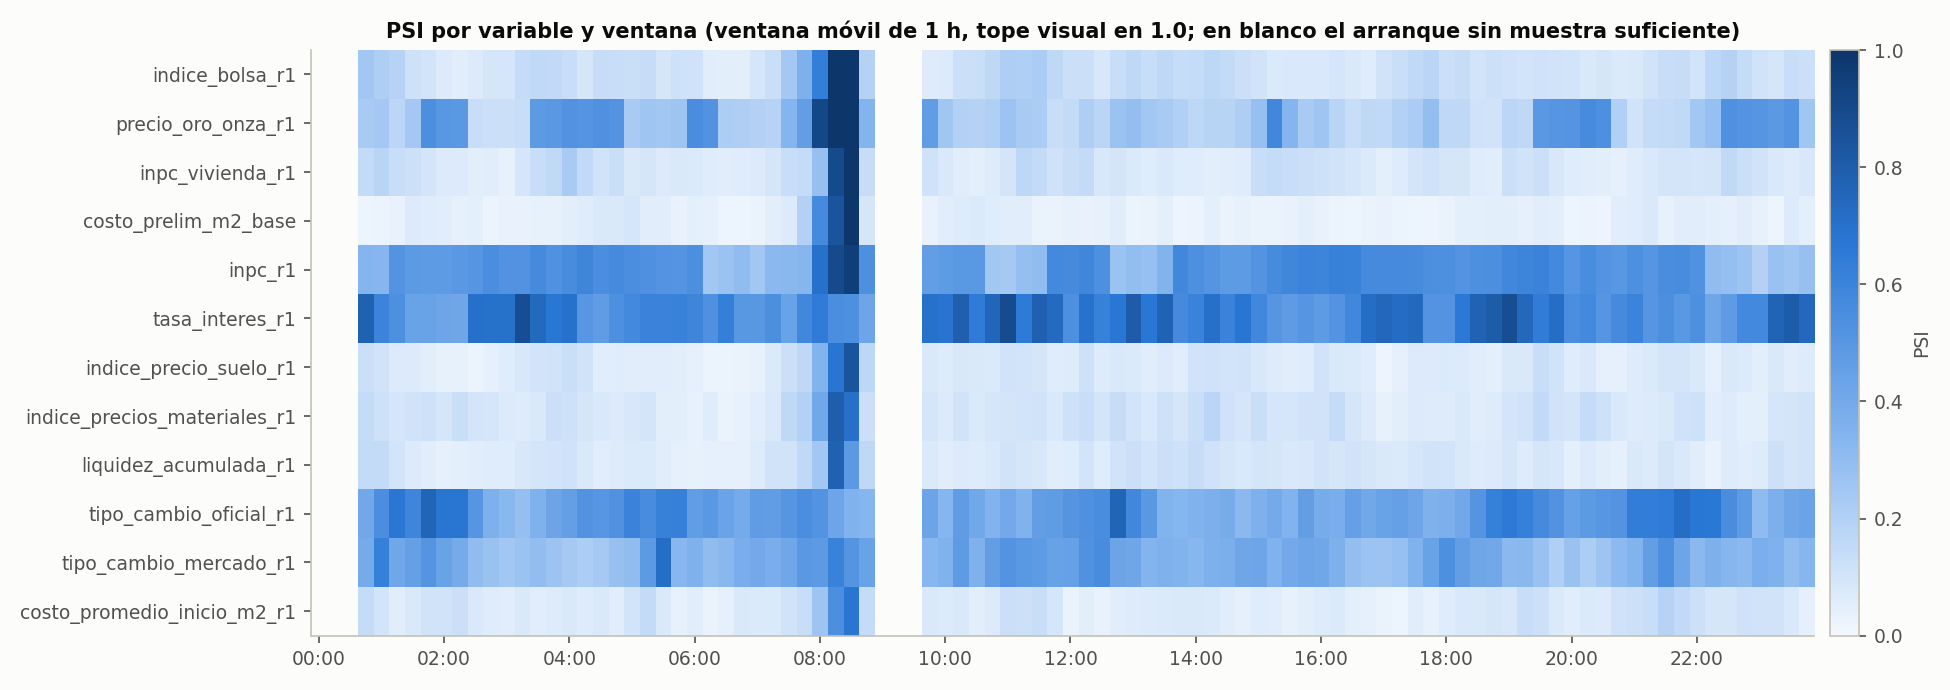 PSI por variable y ventana (ventana móvil de 1 h, tope visual en 1.0; en blanco el arranque sin muestra suficiente)
indice_bolsa_r1
precio_oro_onza_r1
inpc_vivienda_r1
costo_prelim_m2_base
inpc_r1
tasa_interes_r1
indice_precio_suelo_r1
indice_precios_materiales_r1
liquidez_acumulada_r1
tipo_cambio_oficial_r1
tipo_cambio_mercado_r1
costo_promedio_inicio_m2_r1
00:00 02:00 04:00 06:00 08:00 10:00 12:00 14:00 16:00 18:00 20:00 22:00
1.0
0.8
0.6
0.4
0.2
0.0
PSI